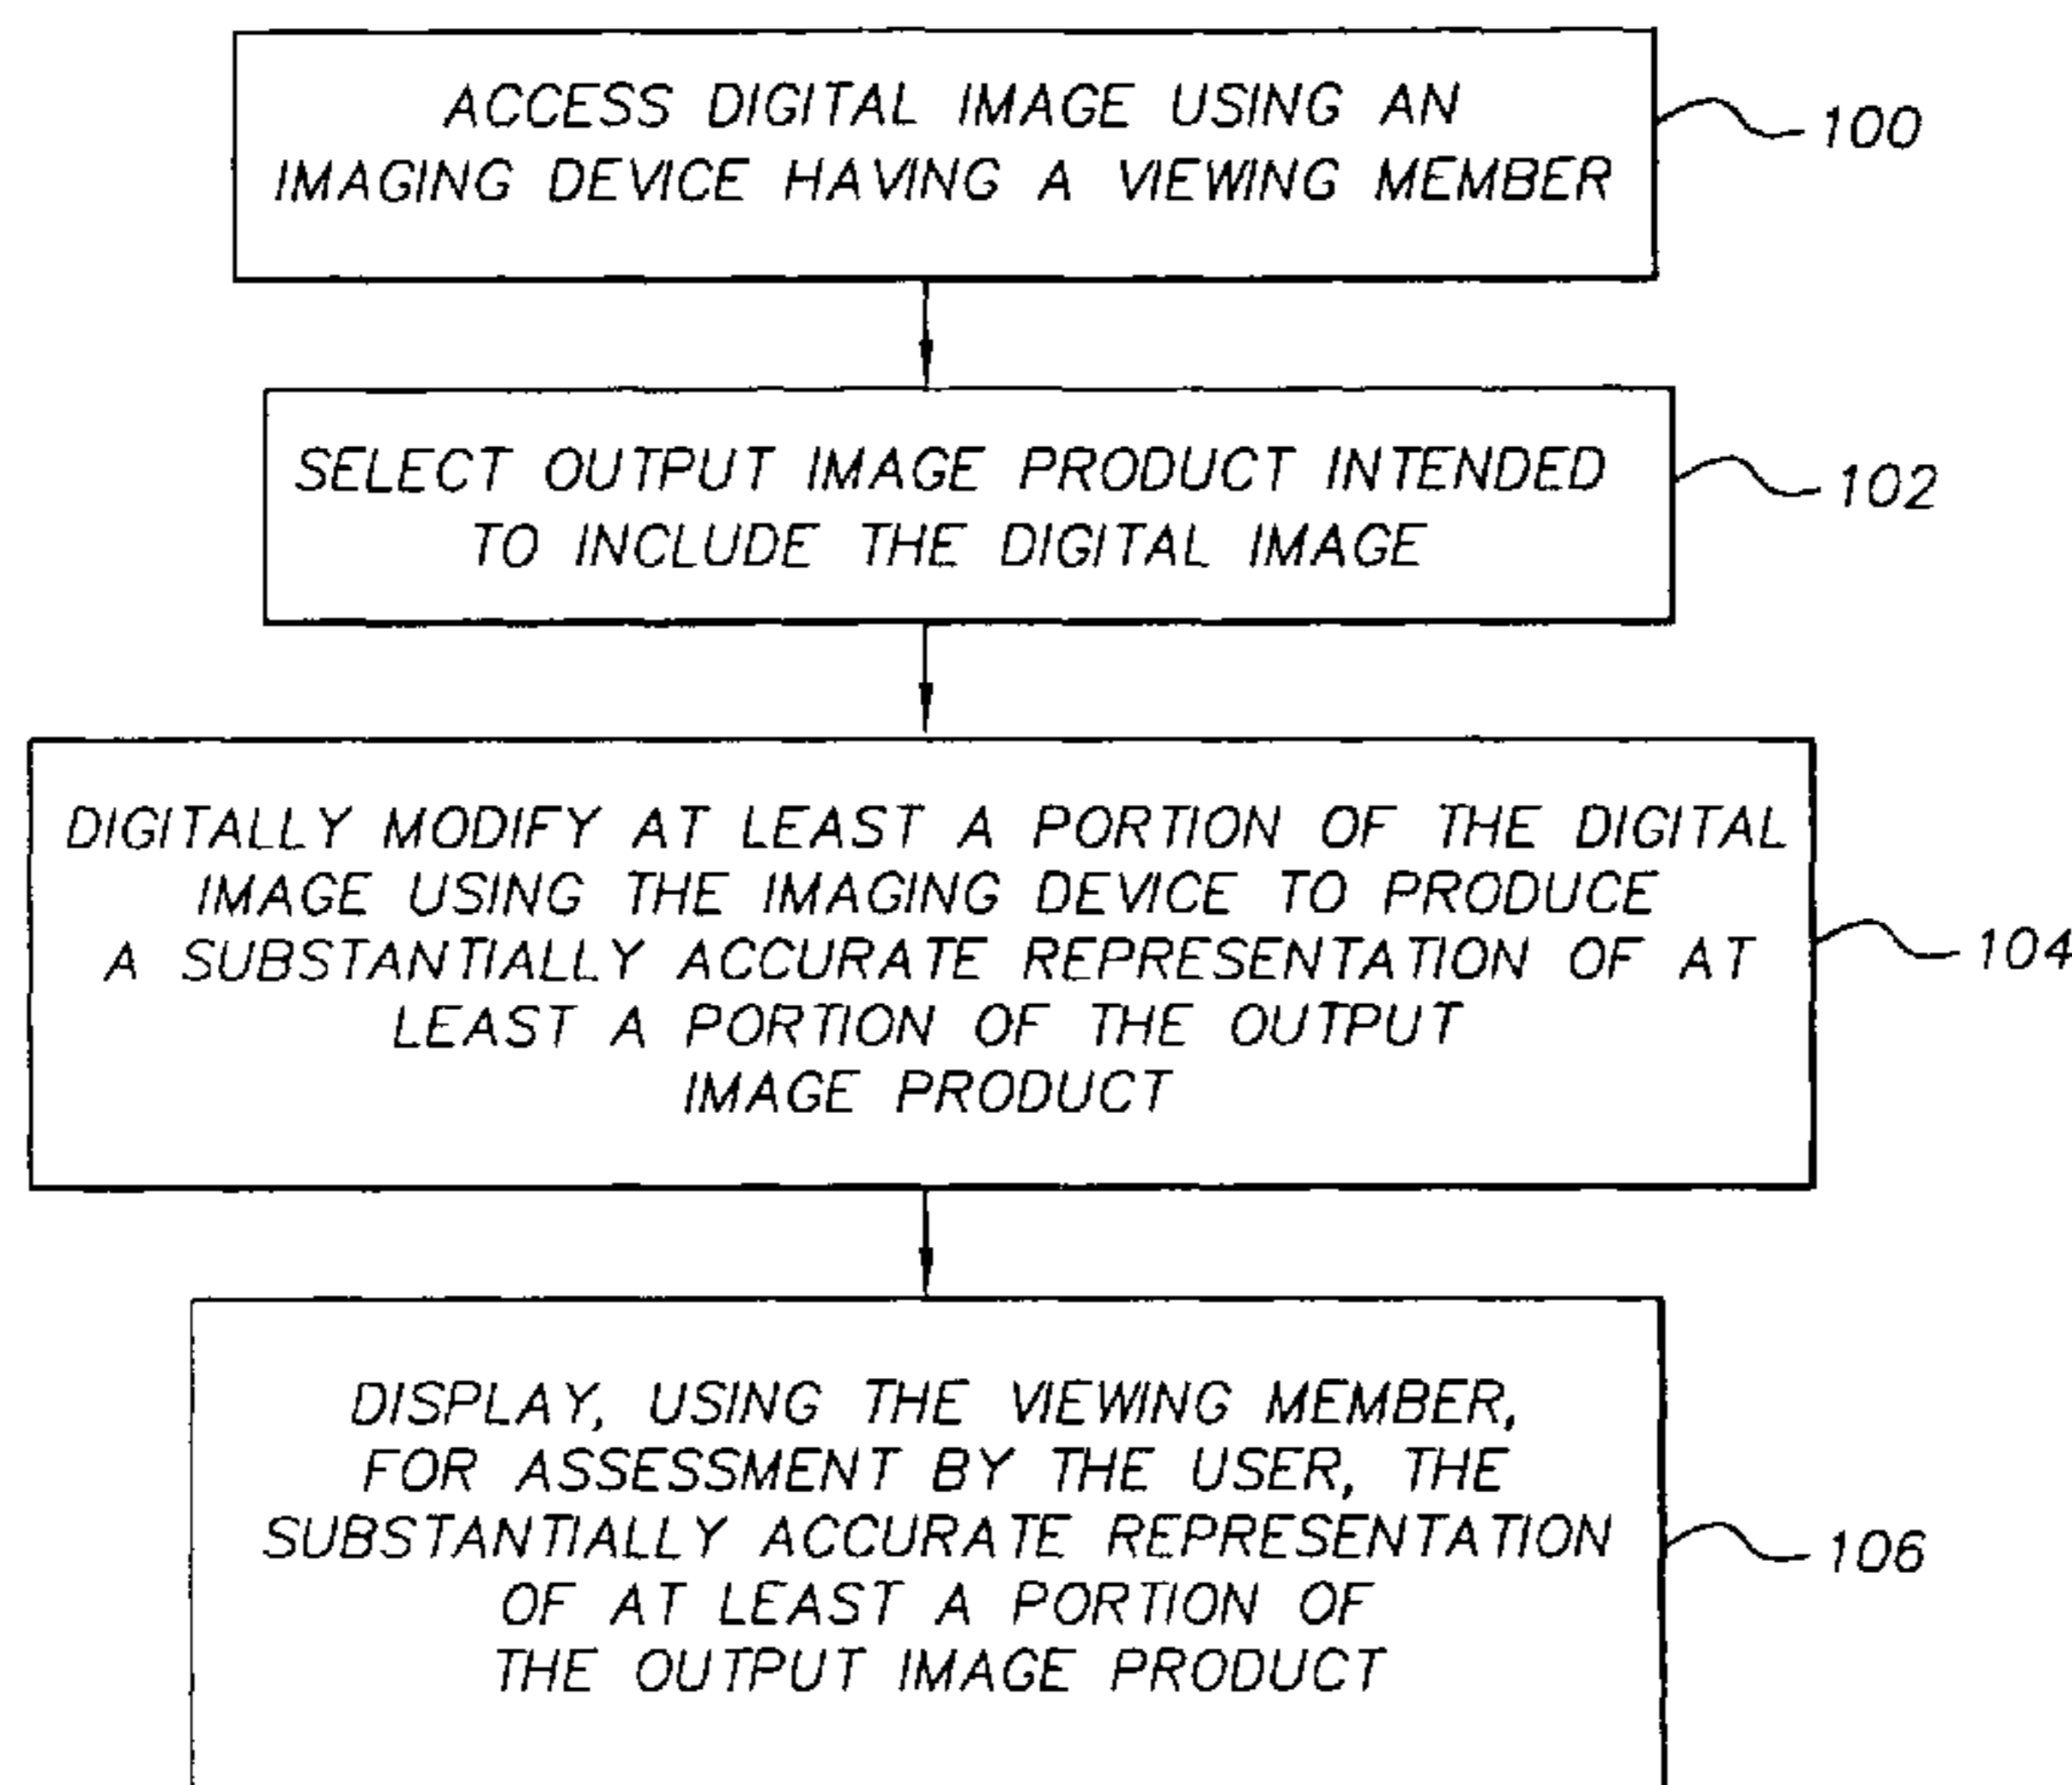 ACCESS DIGITAL IMAGE USING AN
IMAGING DEVICE HAVING A VIEWING MEMBER
100
SELECT OUTPUT IMAGE PRODUCT INTENDED
TO INCLUDE THE DIGITAL IMAGE
102
DIGITALLY MODIFY AT LEAST A PORTION OF THE DIGITAL
IMAGE USING THE IMAGING DEVICE TO PRODUCE
A SUBSTANTIALLY ACCURATE REPRESENTATION OF AT
LEAST A PORTION OF THE OUTPUT
IMAGE PRODUCT
104
DISPLAY, USING THE VIEWING MEMBER,
FOR ASSESSMENT BY THE USER, THE
SUBSTANTIALLY ACCURATE REPRESENTATION
OF AT LEAST A PORTION OF
THE OUTPUT IMAGE PRODUCT
106